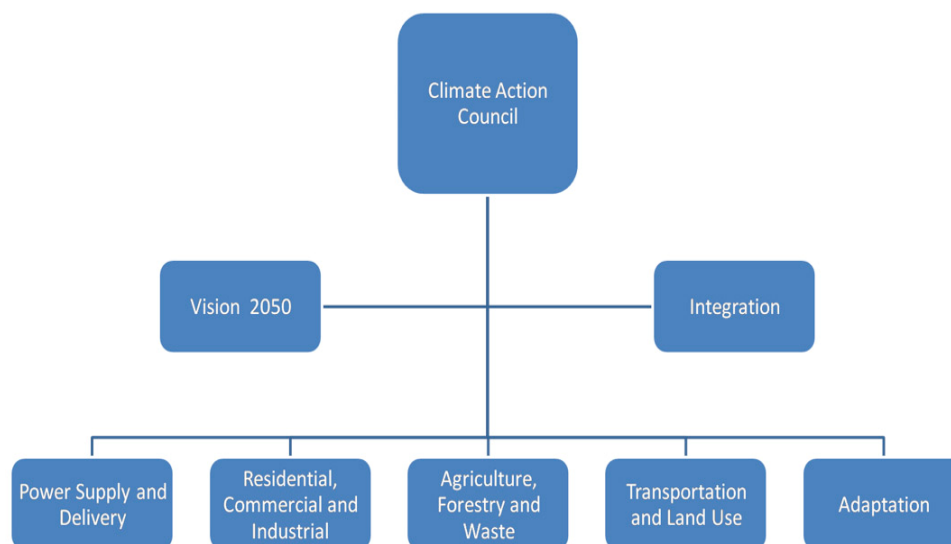 Climate Action
Council
Vision 2050
Integration
Power Supply and
Delivery
Residential,
Commercial and
Industrial
Agriculture,
Forestry and
Waste
Transportation
and Land Use
Adaptation